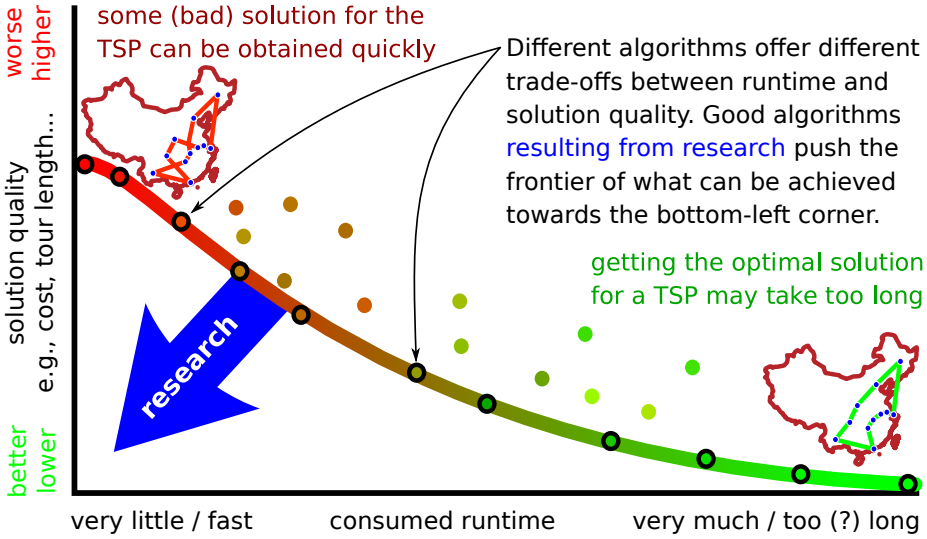 some (bad) solution for the
TSP can be obtained quickly
Different algorithms offer different
trade-offs between runtime and
solution quality. Good algorithms
resulting from research push the
frontier of what can be achieved
towards the bottom-left corner.
getting the optimal solution
for a TSP may take too long
worse
higher
solution quality
e.g., cost, tour length...
better
lower
research
very little / fast
consumed runtime
very much / too (?) long